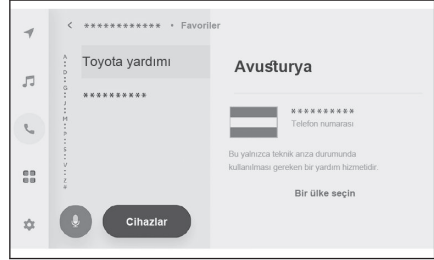 ************ • Favoriler
Toyota yardımı
**********
A
•
D
•
G
•
J
•
M
•
P
•
S
•
V
•
Z
#
Avusturya
**********
Telefon numarası
Bu yalnızca teknik arıza durumunda
kullanılması gereken bir yardım hizmetidir.
Bir ülke seçin
Cihazlar